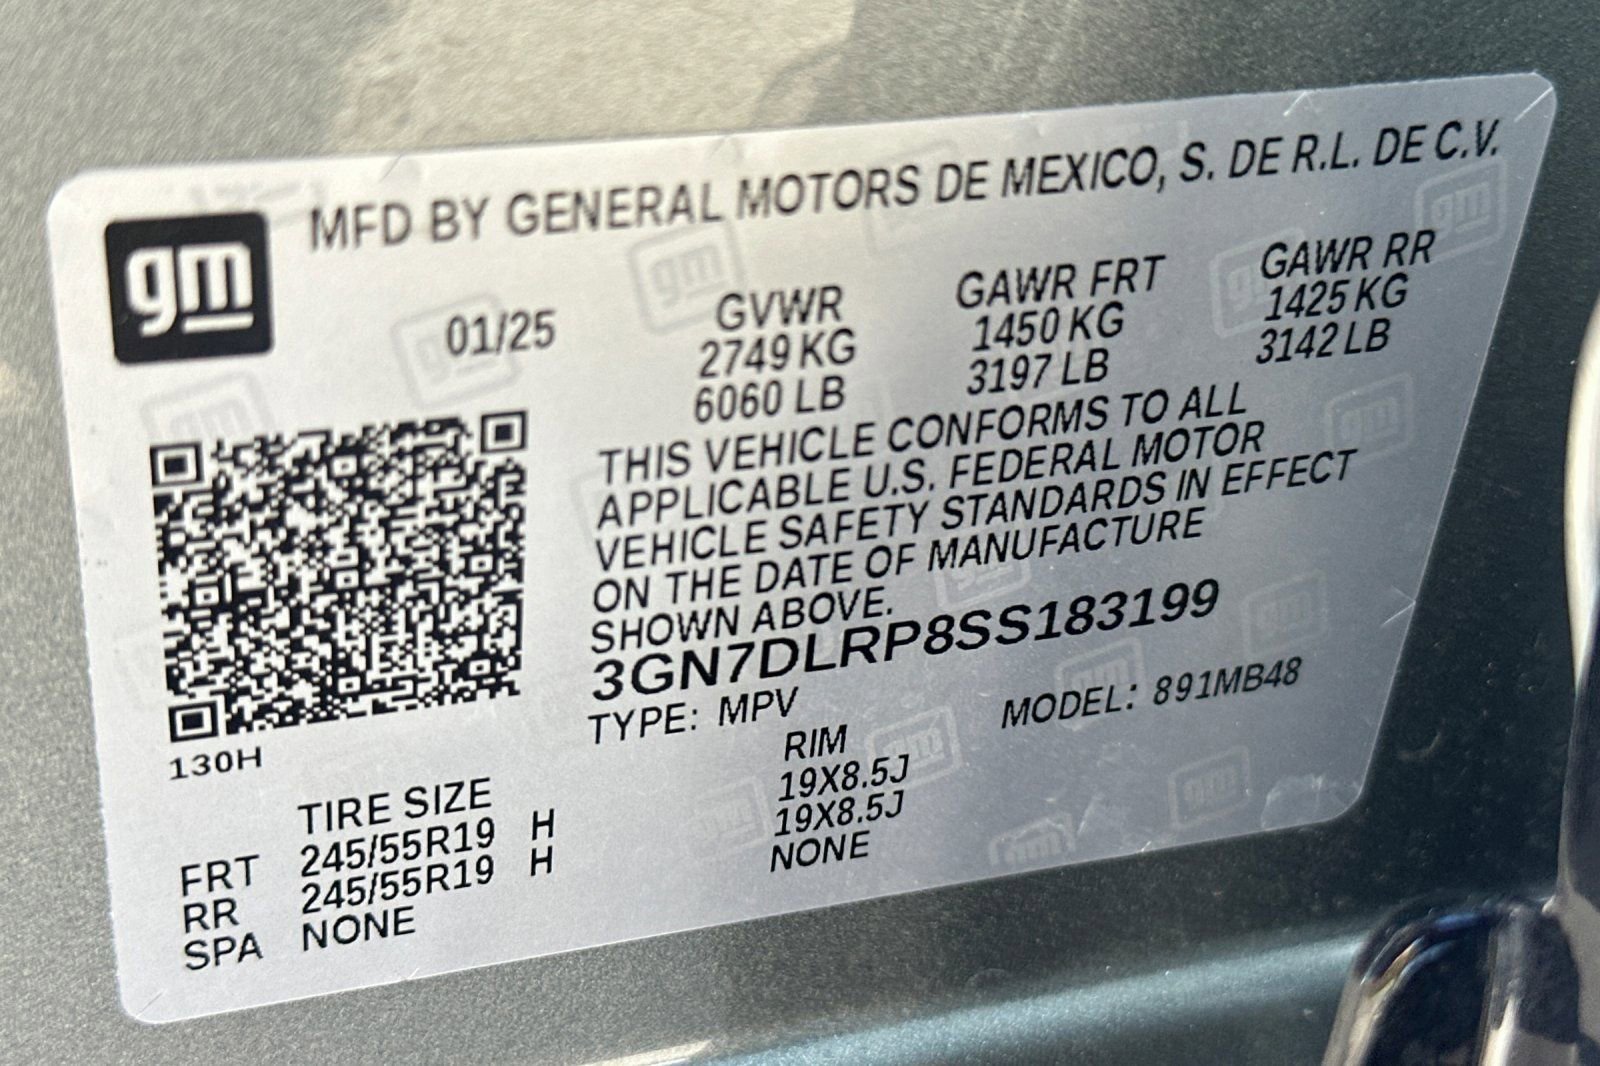 gm
MFD BY GENERAL MOTORS DE MEXICO, S. DE R.L. DE C.V.
01/25 GVWR GAWR FRT GAWR RR
2749 KG 1450 KG 1425 KG
6060 LB 3197 LB 3142 LB
THIS VEHICLE CONFORMS TO ALL
APPLICABLE U.S. FEDERAL MOTOR
VEHICLE SAFETY STANDARDS IN EFFECT
ON THE DATE OF MANUFACTURE
SHOWN ABOVE.
3GN7DLRP8SS183199
TYPE: MPV MODEL: 891MB48
130H
TIRE SIZE RIM
FRT 245/55R19 H 19X8.5J
RR 245/55R19 H 19X8.5J
SPA NONE NONE